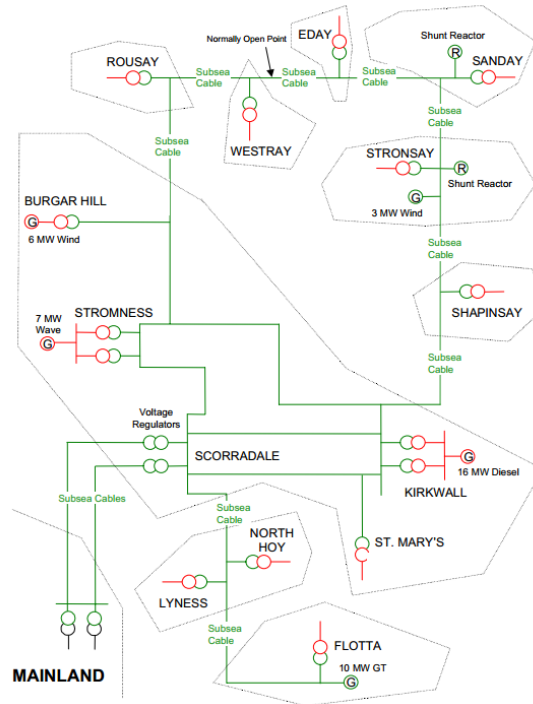 EDAY
Normally Open Point
Shunt Reactor
R
ROUSAY
SANDAY
Subsea
Cable
Subsea
Cable
Subsea
Cable
Subsea
Cable
Subsea
Cable
WESTRAY
STRONSAY
R
Shunt Reactor
G
3 MW Wind
BURGAR HILL
G
6 MW Wind
Subsea
Cable
SHAPINSAY
7 MW
Wave
STROMNESS
G
Subsea
Cable
Voltage
Regulators
SCORRADALE
G
16 MW Diesel
KIRKWALL
Subsea Cables
Subsea
Cable
NORTH
HOY
ST. MARY'S
LYNESS
Subsea
Cable
FLOTTA
10 MW GT
G
MAINLAND